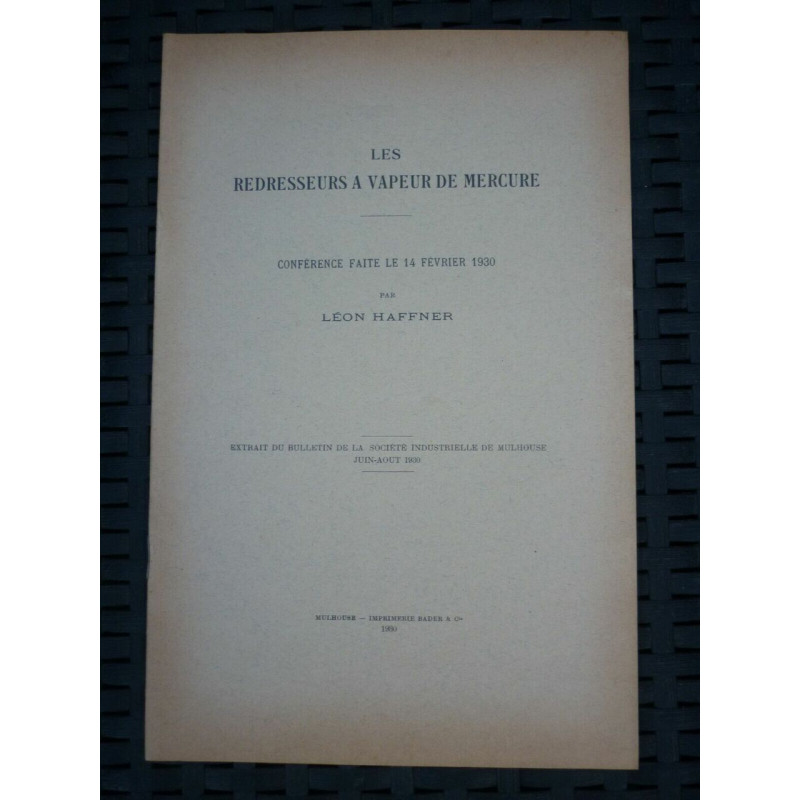 LES
REDRESSEURS A VAPEUR DE MERCURE
CONFÉRENCE FAITE LE 14 FÉVRIER 1930
PAR
LÉON HAFFNER
EXTRAIT DU BULLETIN DE LA SOCIÉTÉ INDUSTRIELLE DE MULHOUSE
JUIN-AOUT 1930
MULHOUSE — IMPRIMERIE BADER & Cie
1930